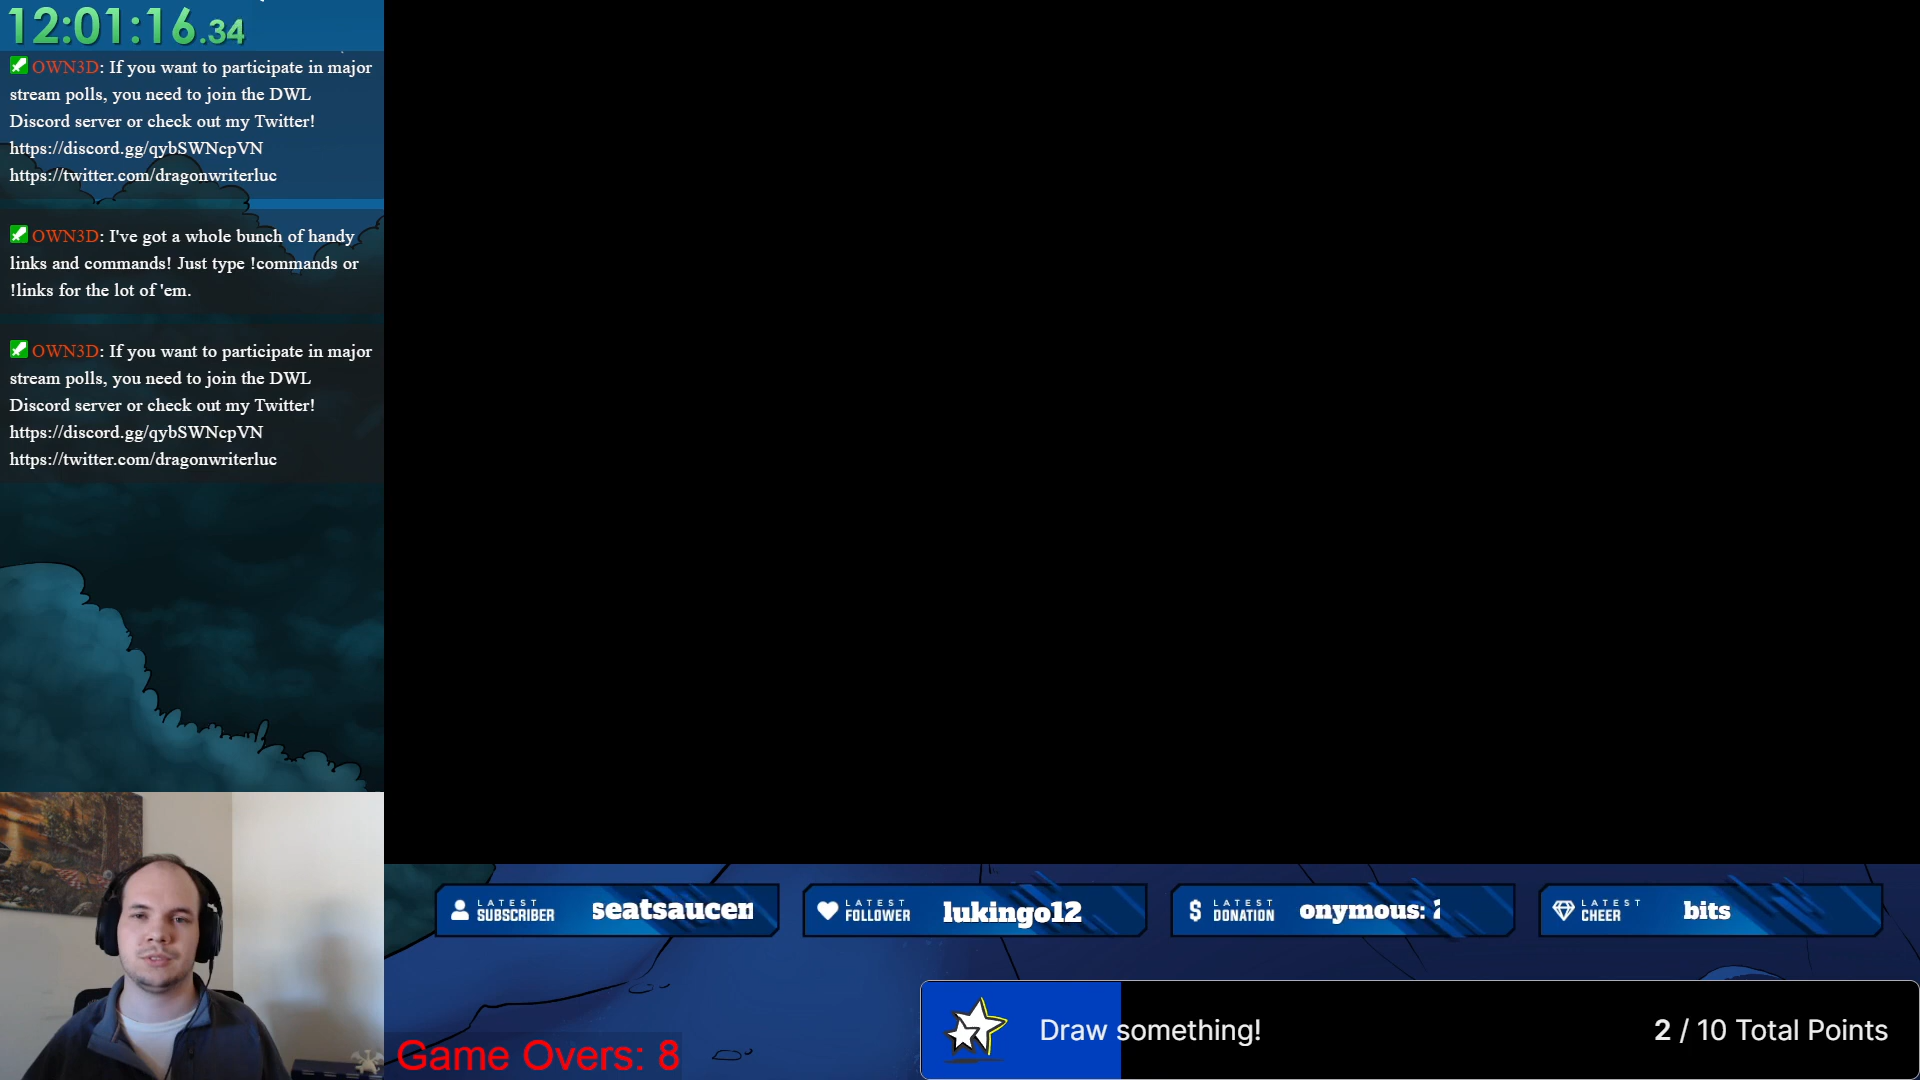 12:01:16.34
OWN3D: If you want to participate in major
stream polls, you need to join the DWL
Discord server or check out my Twitter!
https://discord.gg/qybSWNcpVN
https://twitter.com/dragonwriterluc
OWN3D: I've got a whole bunch of handy
links and commands! Just type !commands or
!links for the lot of 'em.
OWN3D: If you want to participate in major
stream polls, you need to join the DWL
Discord server or check out my Twitter!
https://discord.gg/qybSWNcpVN
https://twitter.com/dragonwriterluc
LATEST
SUBSCRIBER
seatsaucen
LATEST
FOLLOWER
lukingo12
LATEST
DONATION
onymous:
LATEST
CHEER
bits
Draw something!
2 / 10 Total Points
Game Overs: 8